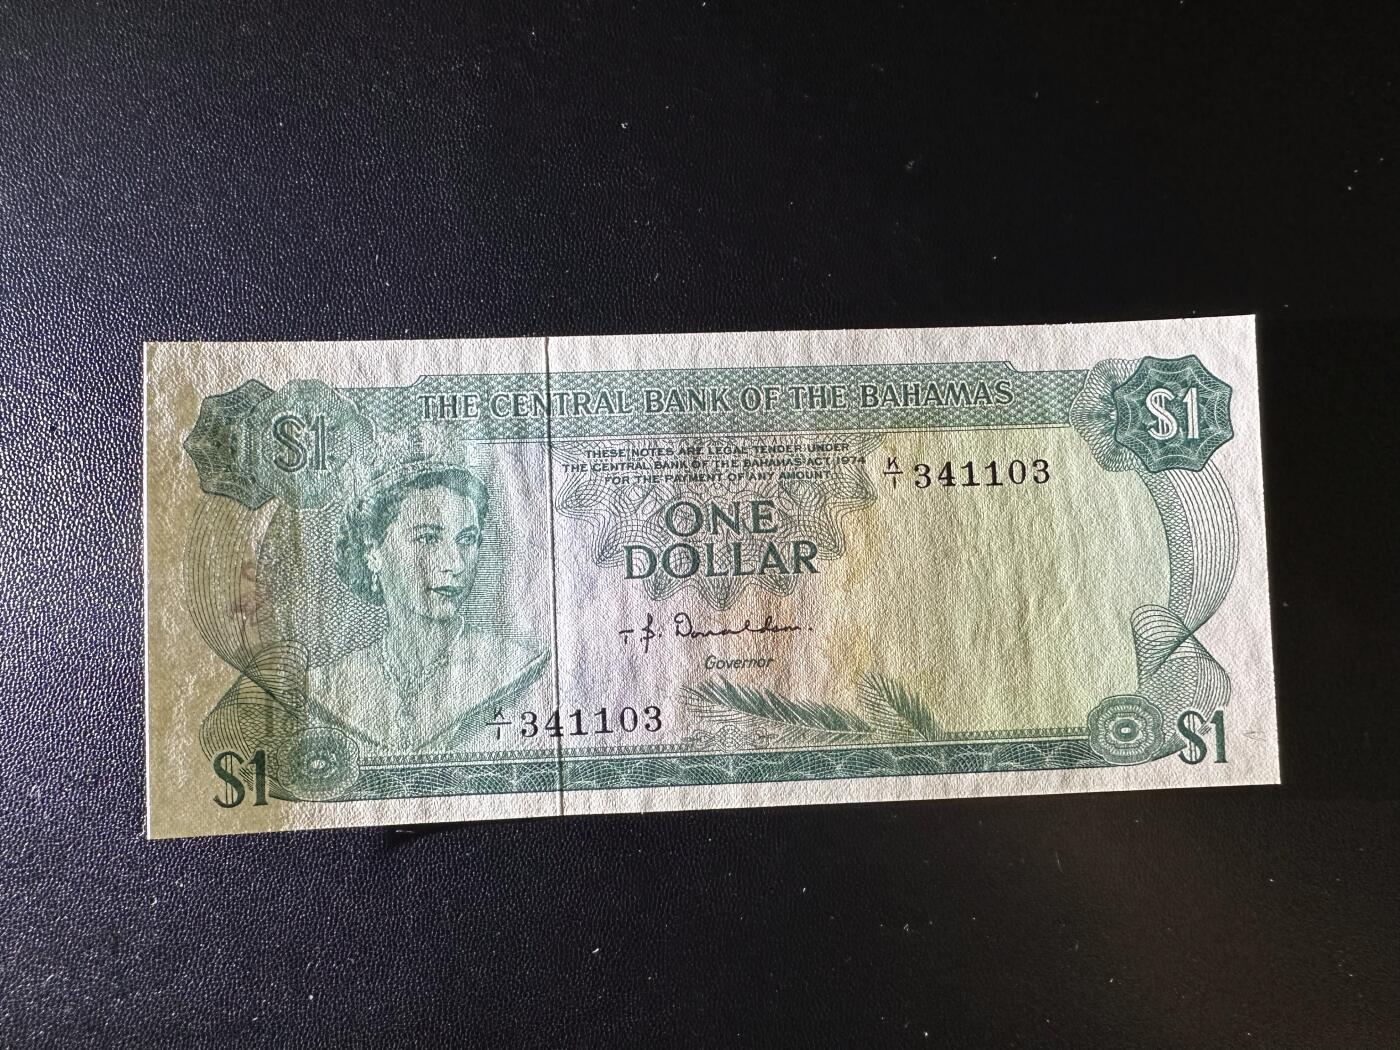 $1
THE CENTRAL BANK OF THE BAHAMAS
$1
THESE NOTES ARE LEGAL TENDER UNDER
THE CENTRAL BANK OF THE BAHAMAS ACT 1974
FOR THE PAYMENT OF ANY AMOUNT
K/1 341103
ONE
DOLLAR
T. B. Donaldson.
Governor
K/1 341103
$1
$1